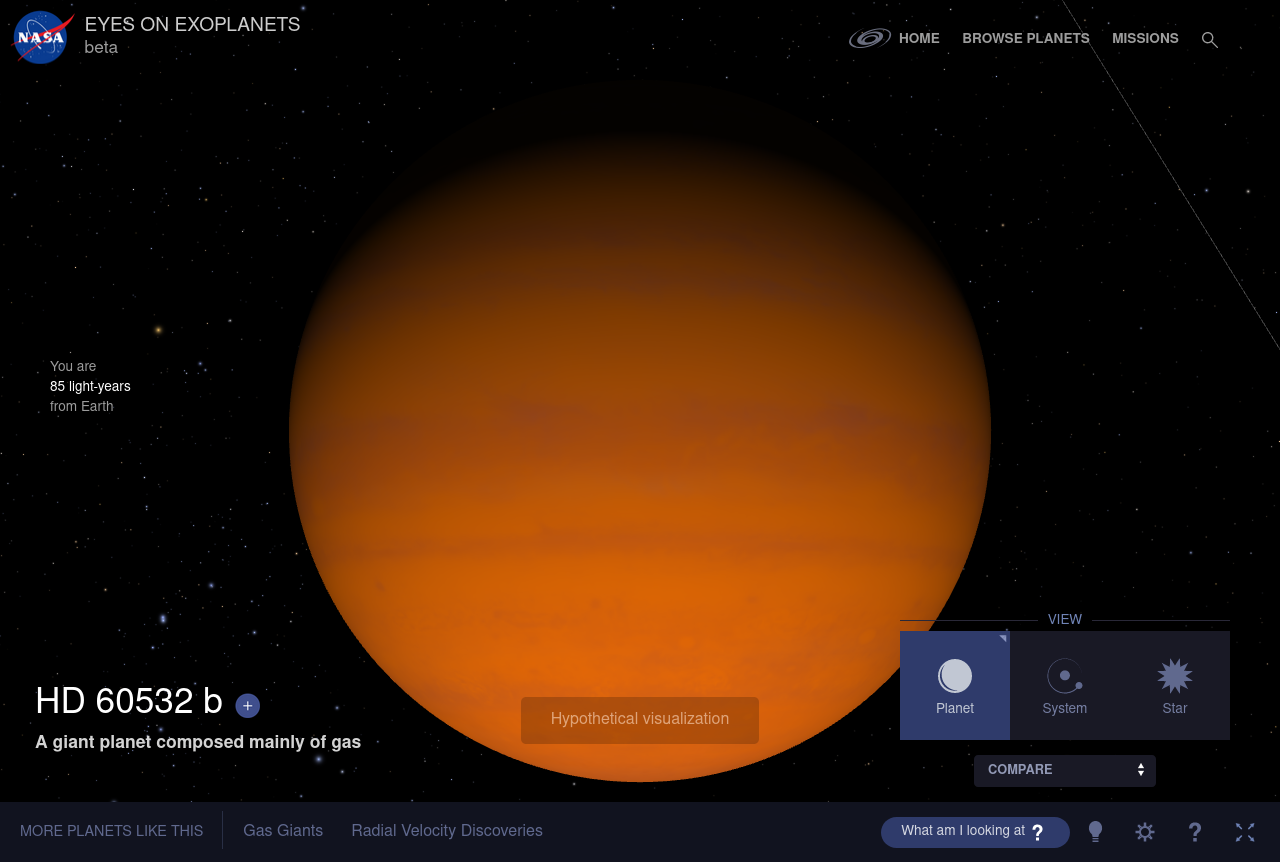 NASA
EYES ON EXOPLANETS
beta
HOME
BROWSE PLANETS
MISSIONS
You are
85 light-years
from Earth
VIEW
Planet
System
Star
HD 60532 b +
A giant planet composed mainly of gas
Hypothetical visualization
COMPARE
MORE PLANETS LIKE THIS
Gas Giants
Radial Velocity Discoveries
What am I looking at ?
?